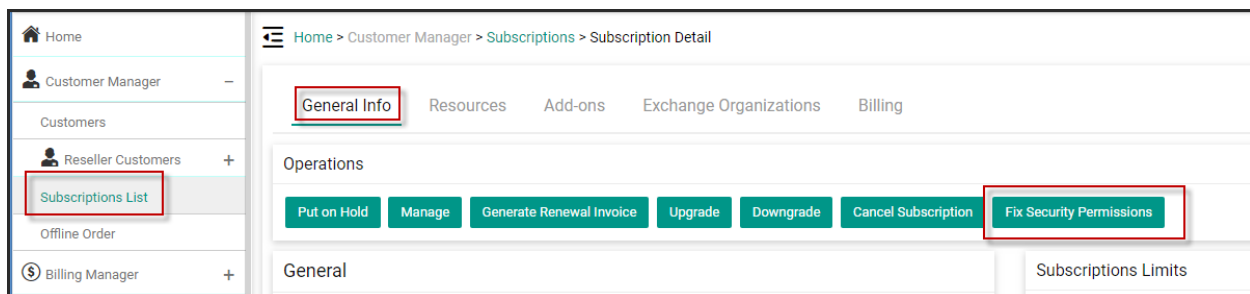 Home
Home > Customer Manager > Subscriptions > Subscription Detail
Customer Manager −
General Info Resources Add-ons Exchange Organizations Billing
Customers
Reseller Customers +
Operations
Subscriptions List
Put on Hold Manage Generate Renewal Invoice Upgrade Downgrade Cancel Subscription Fix Security Permissions
Offline Order
Billing Manager +
General Subscriptions Limits